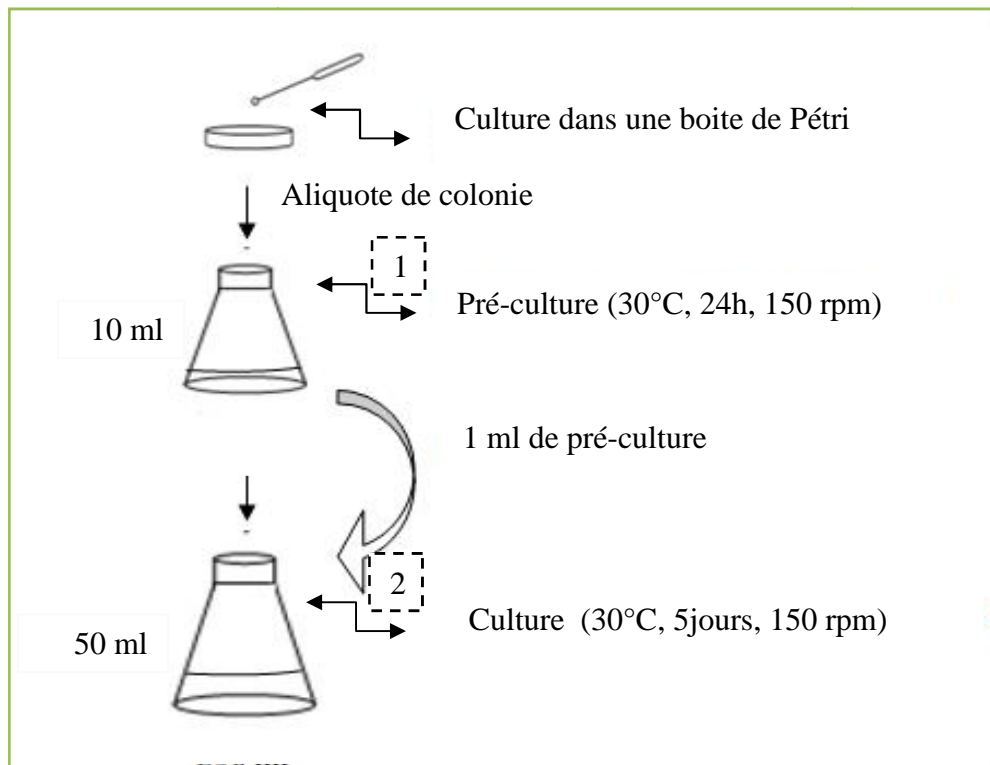 Culture dans une boite de Pétri
Aliquote de colonie
1
Pré-culture (30°C, 24h, 150 rpm)
10 ml
1 ml de pré-culture
2
Culture (30°C, 5jours, 150 rpm)
50 ml